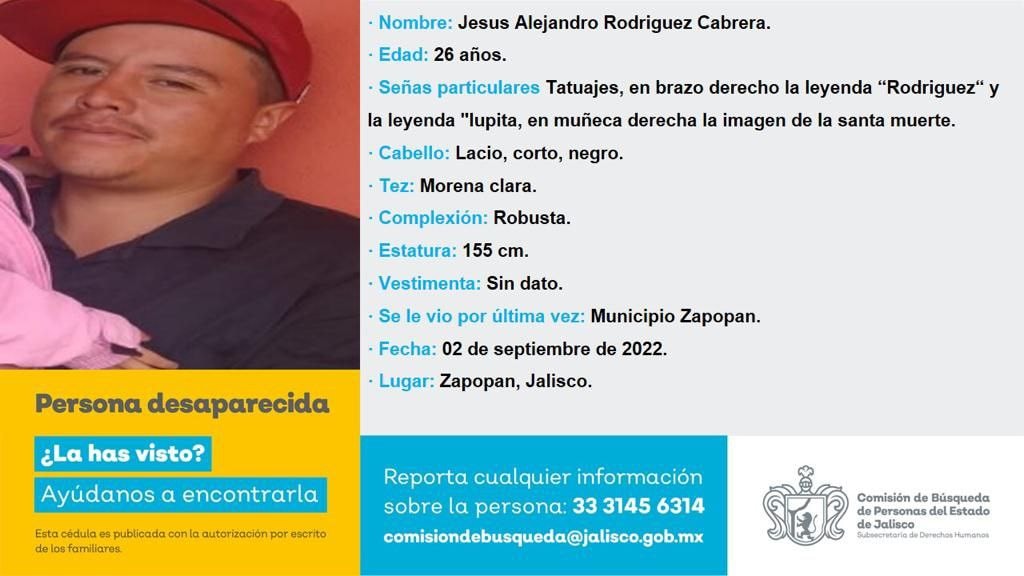 · Nombre: Jesus Alejandro Rodriguez Cabrera.
· Edad: 26 años.
· Señas particulares Tatuajes, en brazo derecho la leyenda “Rodriguez“ y
la leyenda "lupita, en muñeca derecha la imagen de la santa muerte.
· Cabello: Lacio, corto, negro.
· Tez: Morena clara.
· Complexión: Robusta.
· Estatura: 155 cm.
· Vestimenta: Sin dato.
· Se le vio por última vez: Municipio Zapopan.
· Fecha: 02 de septiembre de 2022.
· Lugar: Zapopan, Jalisco.
Persona desaparecida
¿La has visto?
Ayúdanos a encontrarla
Esta cédula es publicada con la autorización por escrito
de los familiares.
Reporta cualquier información
sobre la persona: 33 3145 6314
comisiondebusqueda@jalisco.gob.mx
Comisión de Búsqueda
de Personas del Estado
de Jalisco
Subsecretaría de Derechos Humanos